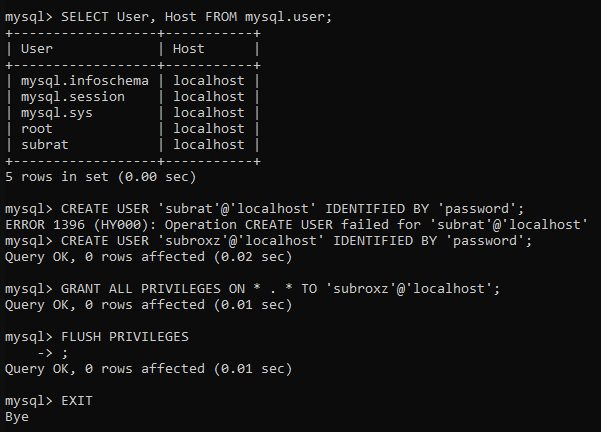 mysql> SELECT User, Host FROM mysql.user;
+------------------+-----------+
| User             | Host      |
+------------------+-----------+
| mysql.infoschema | localhost |
| mysql.session    | localhost |
| mysql.sys        | localhost |
| root             | localhost |
| subrat           | localhost |
+------------------+-----------+
5 rows in set (0.00 sec)

mysql> CREATE USER 'subrat'@'localhost' IDENTIFIED BY 'password';
ERROR 1396 (HY000): Operation CREATE USER failed for 'subrat'@'localhost'
mysql> CREATE USER 'subroxz'@'localhost' IDENTIFIED BY 'password';
Query OK, 0 rows affected (0.02 sec)

mysql> GRANT ALL PRIVILEGES ON * . * TO 'subroxz'@'localhost';
Query OK, 0 rows affected (0.01 sec)

mysql> FLUSH PRIVILEGES
    -> ;
Query OK, 0 rows affected (0.01 sec)

mysql> EXIT
Bye